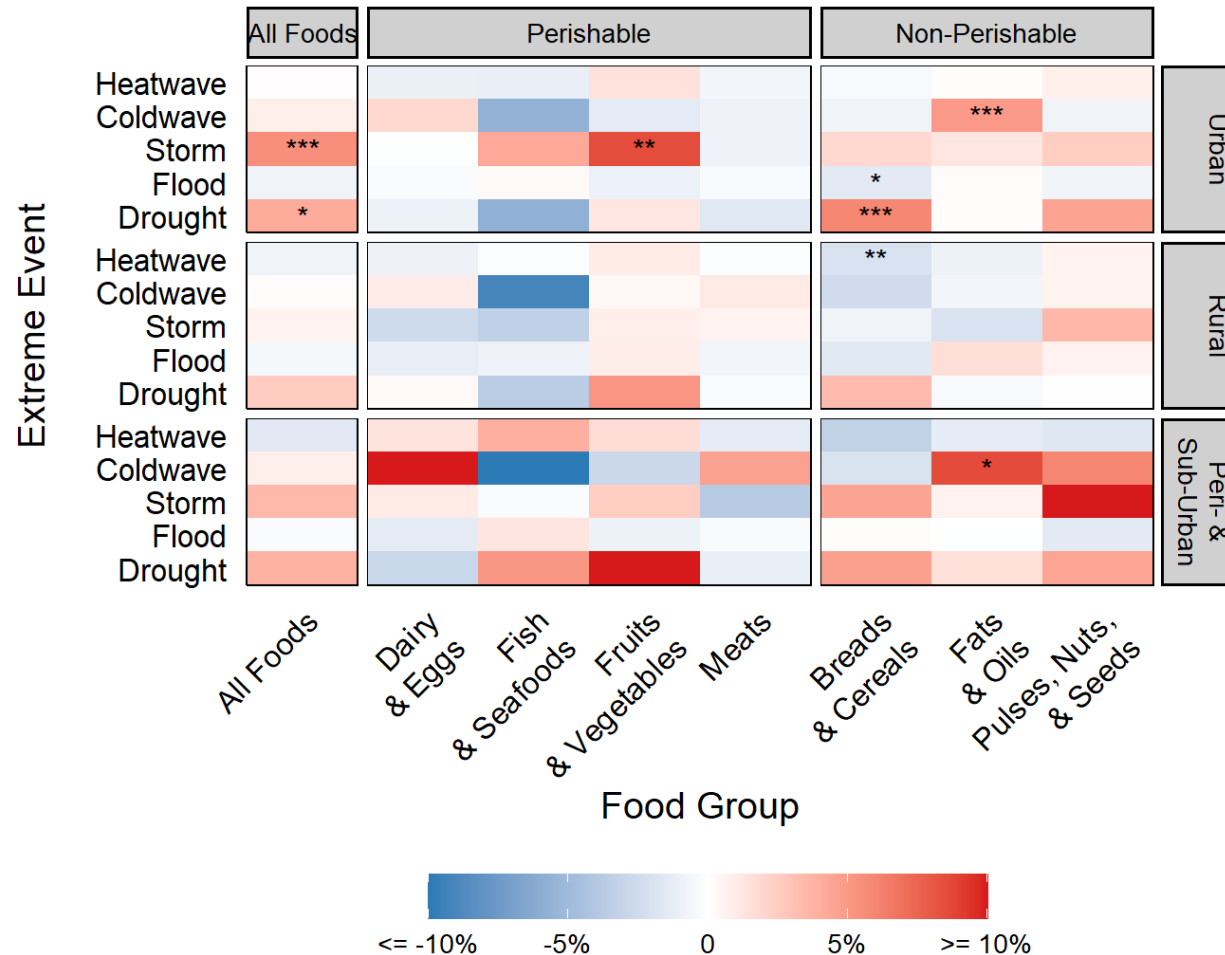 All Foods
Perishable
Non-Perishable
Extreme Event
Heatwave
Coldwave
Storm ***  **
Flood *
Drought * ***
Urban
Heatwave **
Coldwave
Storm
Flood
Drought
Rural
Heatwave
Coldwave *
Storm
Flood
Drought
Peri- &
Sub-Urban
***
All Foods
Dairy
& Eggs
Fish
& Seafoods
Fruits
& Vegetables
Meats
Breads
& Cereals
Fats
& Oils
Pulses, Nuts,
& Seeds
Food Group
<= -10%
-5%
0
5%
>= 10%